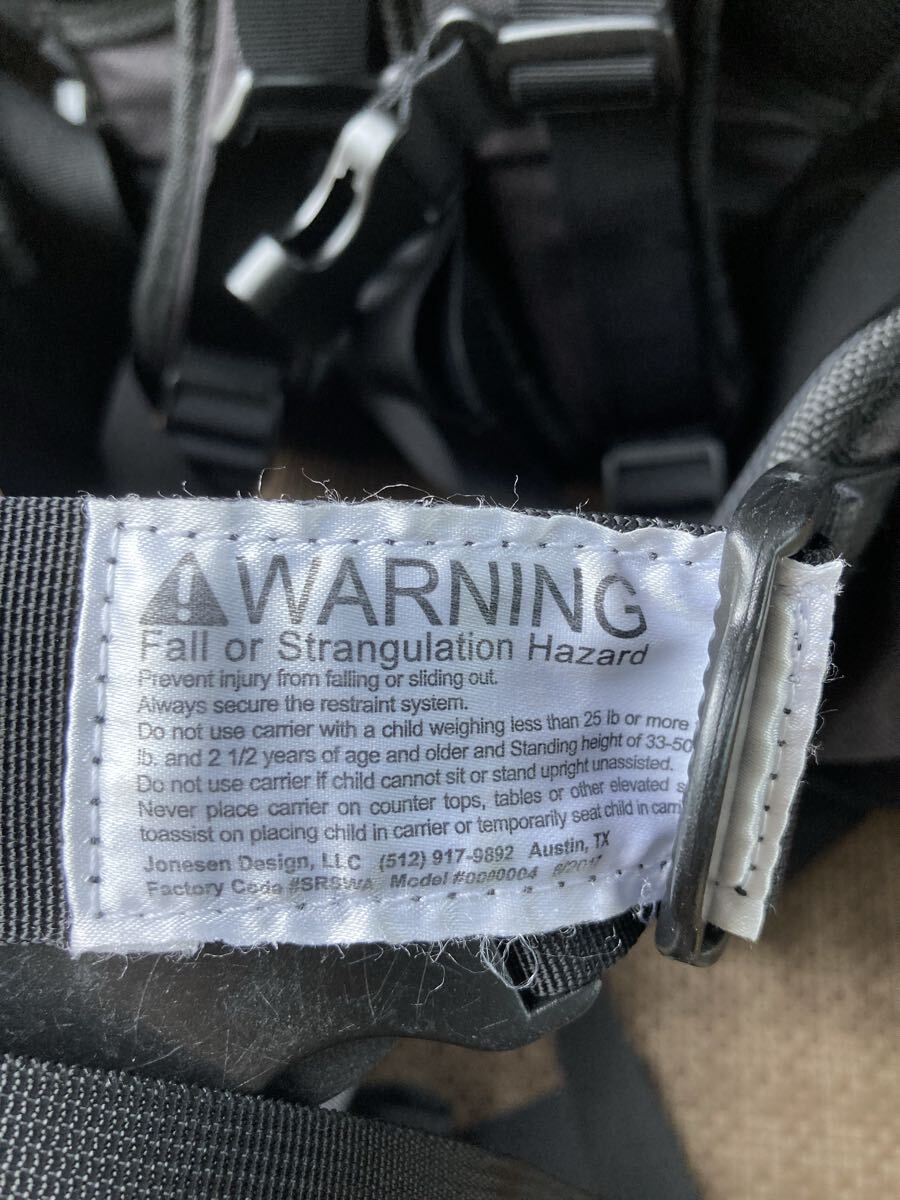 WARNING
Fall or Strangulation Hazard
Prevent injury from falling or sliding out.
Always secure the restraint system.
Do not use carrier with a child weighing less than 25 lb or more
lb. and 2 1/2 years of age and older and Standing height of 33-50
Do not use carrier if child cannot sit or stand upright unassisted.
Never place carrier on counter tops, tables or other elevated
toassist on placing child in carrier or temporarily seat child in
Jonesen Design, LLC (512) 917-9892 Austin, TX
Factory Code #SRSWA Model #0000004